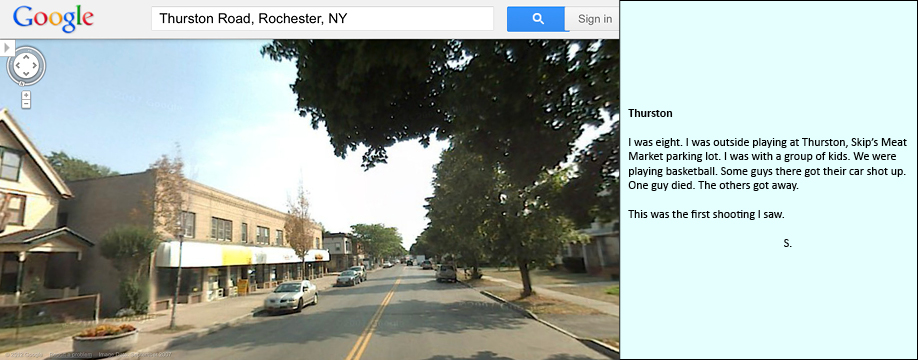 Google
Thurston Road, Rochester, NY
Sign in
Thurston
I was eight. I was outside playing at Thurston, Skip's Meat
Market parking lot. I was with a group of kids. We were
playing basketball. Some guys there got their car shot up.
One guy died. The others got away.
This was the first shooting I saw.
S.